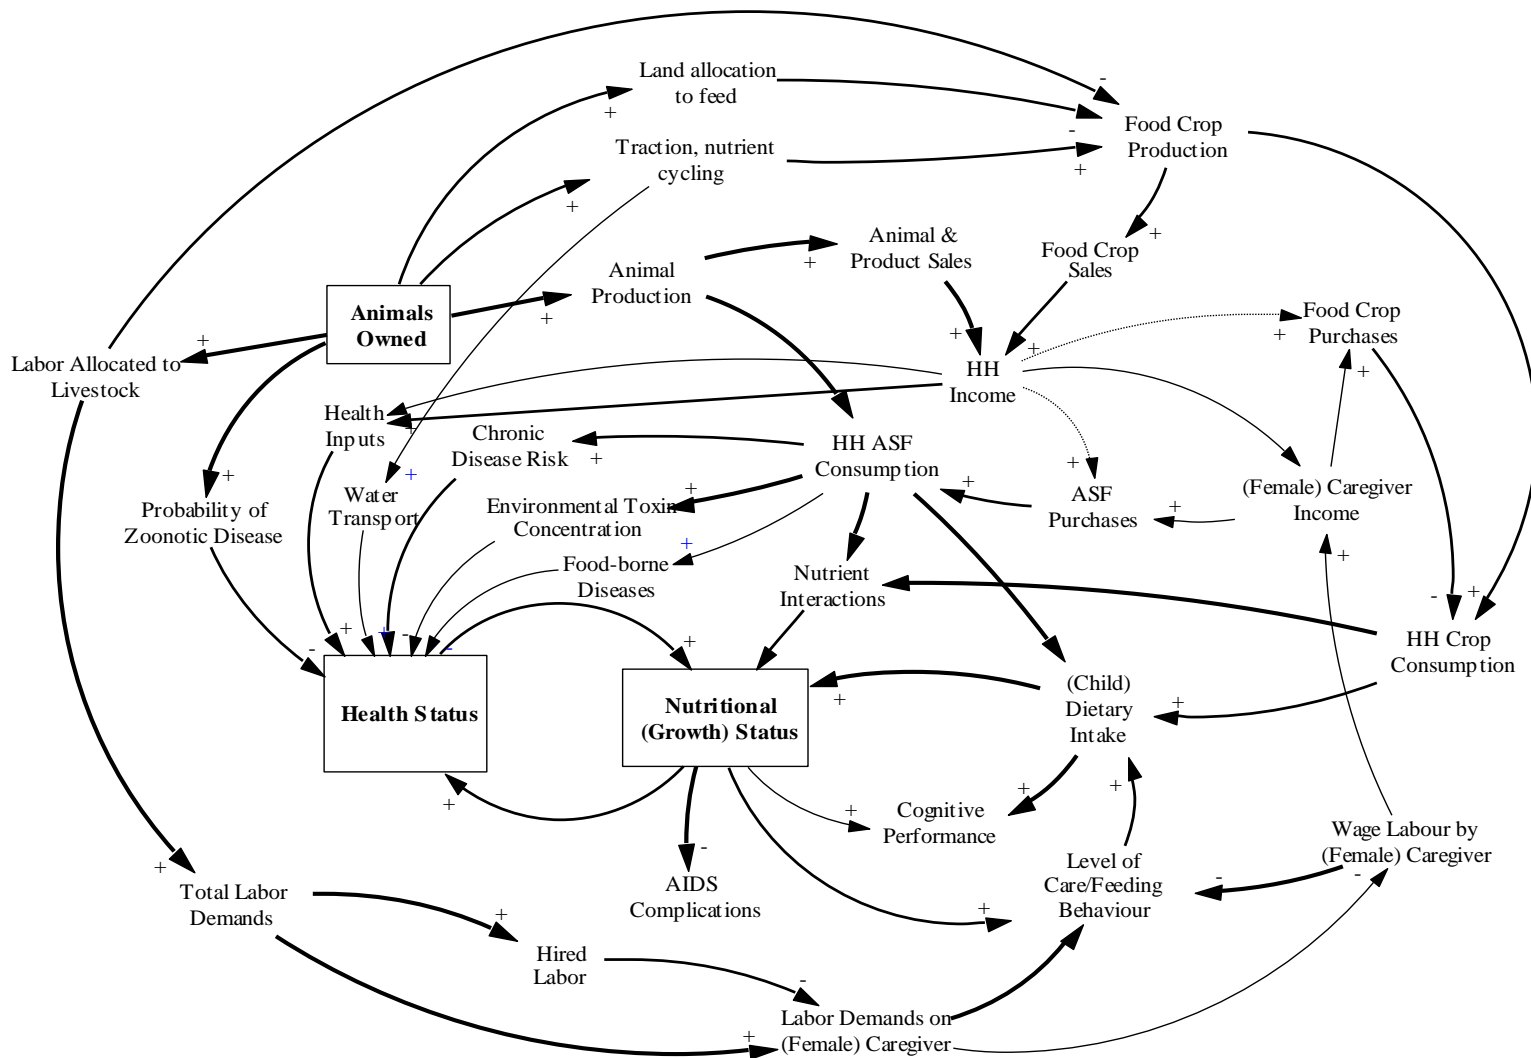 Land allocation
to feed
Food Crop
Production
Traction, nutrient
cycling
Animal &
Product Sales
Food Crop
Sales
Animal
Production
Animals
Owned
Food Crop
Purchases
Labor Allocated to
Livestock
HH
Income
Health
Inputs
Chronic
Disease Risk
HH ASF
Consumption
(Female) Caregiver
Income
ASF
Purchases
Water
Transport
Environmental Toxin
Concentration
Probability of
Zoonotic Disease
Food-borne
Diseases
Nutrient
Interactions
HH Crop
Consumption
Health Status
Nutritional
(Growth) Status
(Child)
Dietary
Intake
Cognitive
Performance
Wage Labour by
(Female) Caregiver
Level of
Care/Feeding
Behaviour
AIDS
Complications
Total Labor
Demands
Hired
Labor
Labor Demands on
(Female) Caregiver